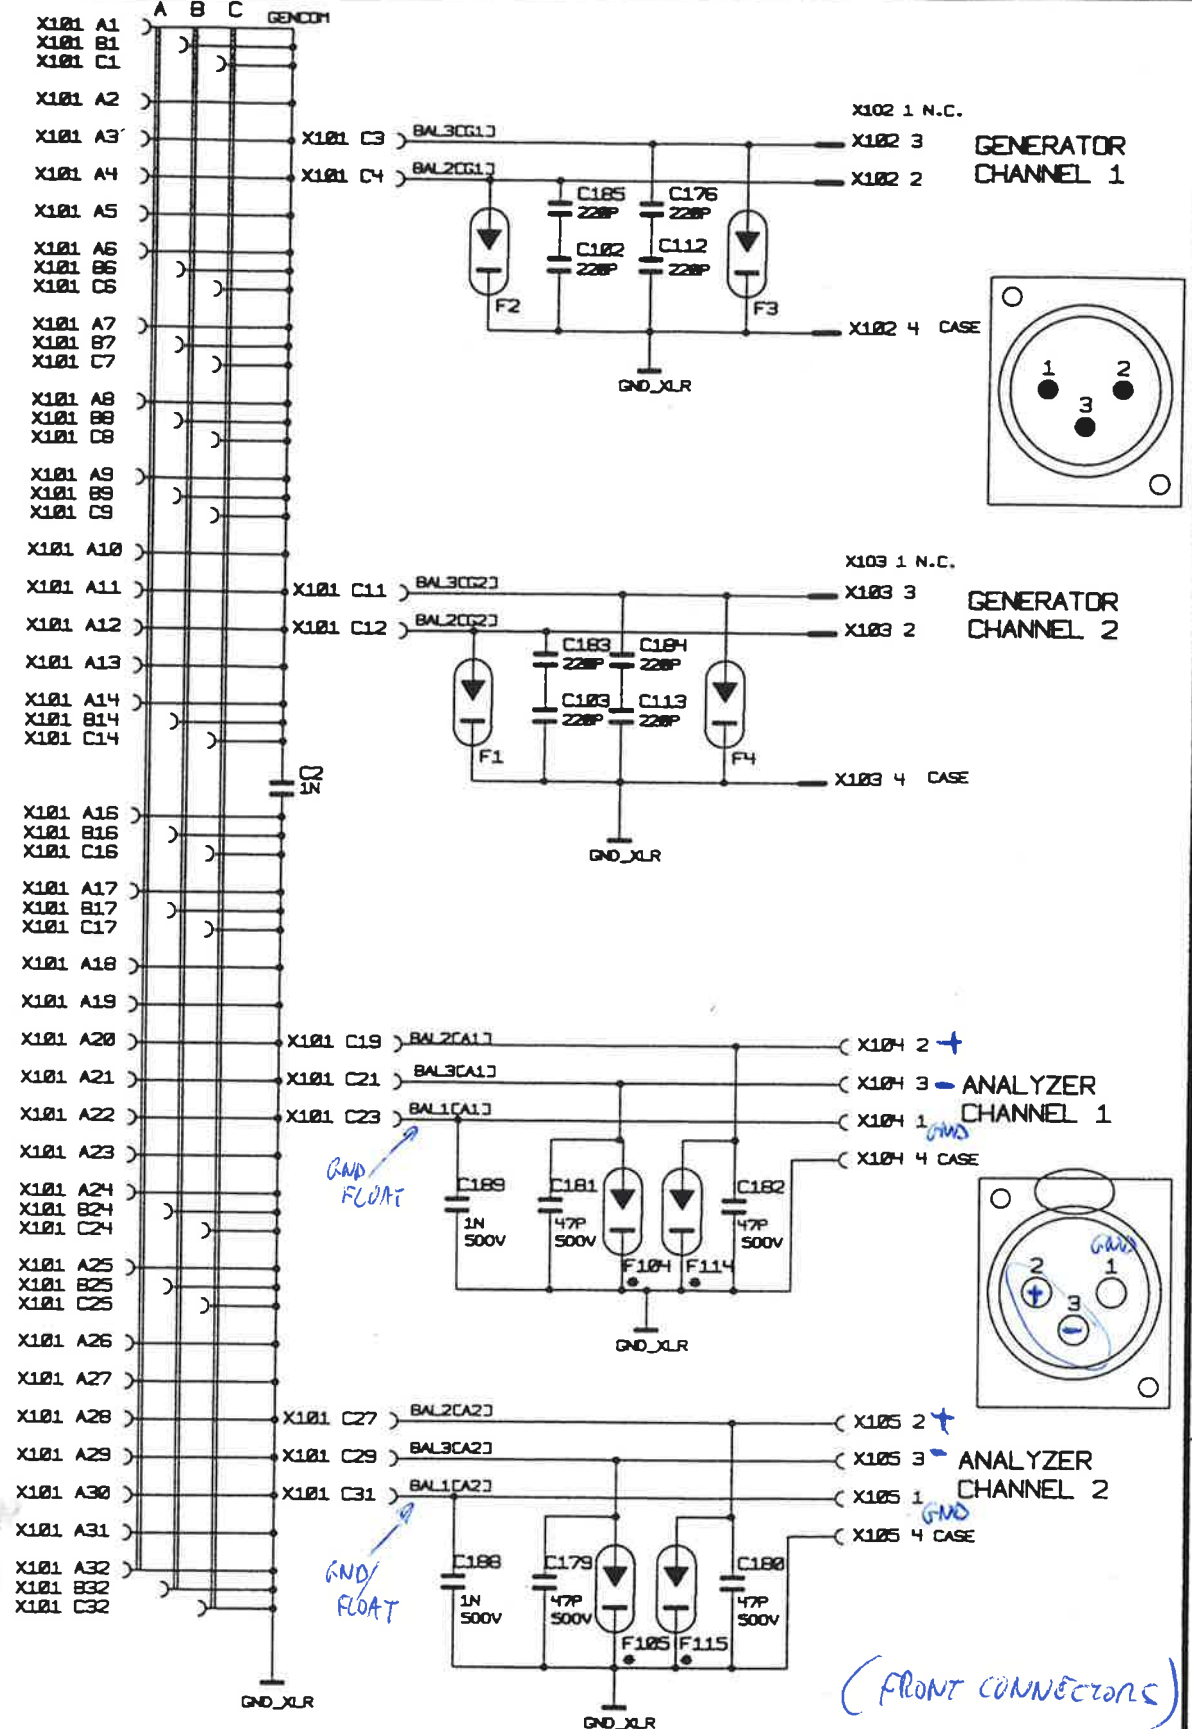 A B C GENCOM
X101 A1
X101 B1
X101 C1
X101 A2
X101 A3
X101 A4
X101 A5
X101 A6
X101 B6
X101 C6
X101 A7
X101 B7
X101 C7
X101 A8
X101 B8
X101 C8
X101 A9
X101 B9
X101 C9
X101 A10
X101 A11
X101 A12
X101 A13
X101 A14
X101 B14
X101 C14
C2
1N
X101 A16
X101 B16
X101 C16
X101 A17
X101 B17
X101 C17
X101 A18
X101 A19
X101 A20
X101 A21
X101 A22
X101 A23
X101 A24
X101 B24
X101 C24
X101 A25
X101 B25
X101 C25
X101 A26
X101 A27
X101 A28
X101 A29
X101 A30
X101 A31
X101 A32
X101 B32
X101 C32
GND_XLR
X102 1 N.C.
X101 C3 BAL3[G1] X102 3
X101 C4 BAL2[G1] X102 2
GENERATOR
CHANNEL 1
C185 C176
220P 220P
C102 C112
220P 220P
F2 F3
X102 4 CASE
GND_XLR
1 2
3
X103 1 N.C.
X101 C11 BAL3[G2] X103 3
X101 C12 BAL2[G2] X103 2
GENERATOR
CHANNEL 2
C183 C184
220P 220P
C103 C113
220P 220P
F1 F4
X103 4 CASE
GND_XLR
X101 C19 BAL2[A1] X104 2 +
X101 C21 BAL3[A1] X104 3 -
X101 C23 BAL1[A1] X104 1 GND
ANALYZER
CHANNEL 1
X104 4 CASE
GND
FLOAT
C189 C181 C182
1N 47P 47P
500V 500V 500V
F104 F114
GND_XLR
GND
2 1
+ 3
-
X101 C27 BAL2[A2] X105 2 +
X101 C29 BAL3[A2] X105 3 -
X101 C31 BAL1[A2] X105 1 GND
ANALYZER
CHANNEL 2
X105 4 CASE
GND/
FLOAT
C188 C179 C180
1N 47P 47P
500V 500V 500V
F105 F115
GND_XLR
(FRONT CONNECTORS)